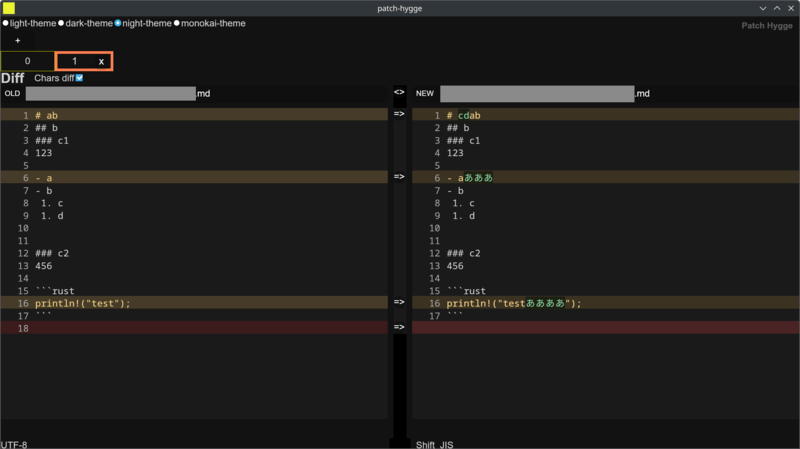 patch-hygge
light-theme dark-theme night-theme monokai-theme
Patch Hygge
+
0 1 x
Diff Chars diff
OLD .md <> NEW .md
1 # ab => 1 # cdab
2 ## b 2 ## b
3 ### c1 3 ### c1
4 123 4 123
5 5
6 - a => 6 - aあああ
7 - b 7 - b
8 1. c 8 1. c
9 1. d 9 1. d
10 10
11 11
12 ### c2 12 ### c2
13 456 13 456
14 14
15 ```rust 15 ```rust
16 println!("test"); => 16 println!("testああああ");
17 ``` 17 ```
18 =>
UTF-8 Shift_JIS